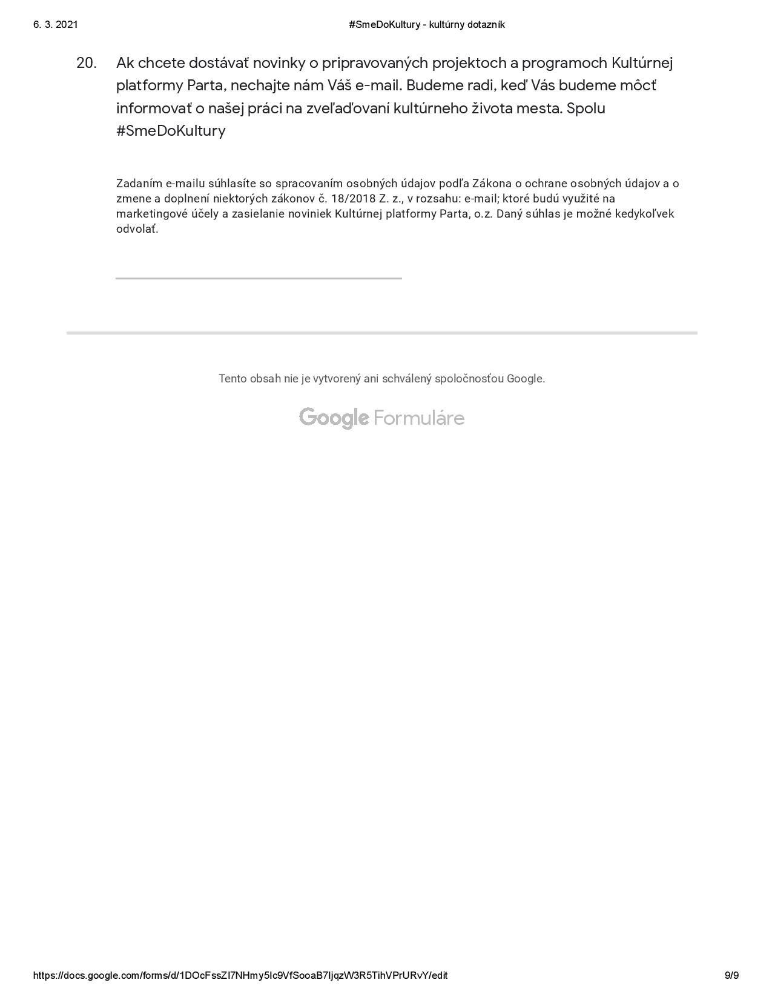 6. 3. 2021
#SmeDoKultury - kultúrny dotazník
20. Ak chcete dostávať novinky o pripravovaných projektoch a programoch Kultúrnej
platformy Parta, nechajte nám Váš e-mail. Budeme radi, keď Vás budeme môcť
informovať o našej práci na zveľaďovaní kultúrneho života mesta. Spolu
#SmeDoKultury
Zadaním e-mailu súhlasíte so spracovaním osobných údajov podľa Zákona o ochrane osobných údajov a o
zmene a doplnení niektorých zákonov č. 18/2018 Z. z., v rozsahu: e-mail; ktoré budú využité na
marketingové účely a zasielanie noviniek Kultúrnej platformy Parta, o.z. Daný súhlas je možné kedykoľvek
odvolať.
Tento obsah nie je vytvorený ani schválený spoločnosťou Google.
Google Formuláre
https://docs.google.com/forms/d/1DOcFssZI7NHmy5Ic9VfSooaB7IjqzW3R5TihVPrURvY/edit
9/9